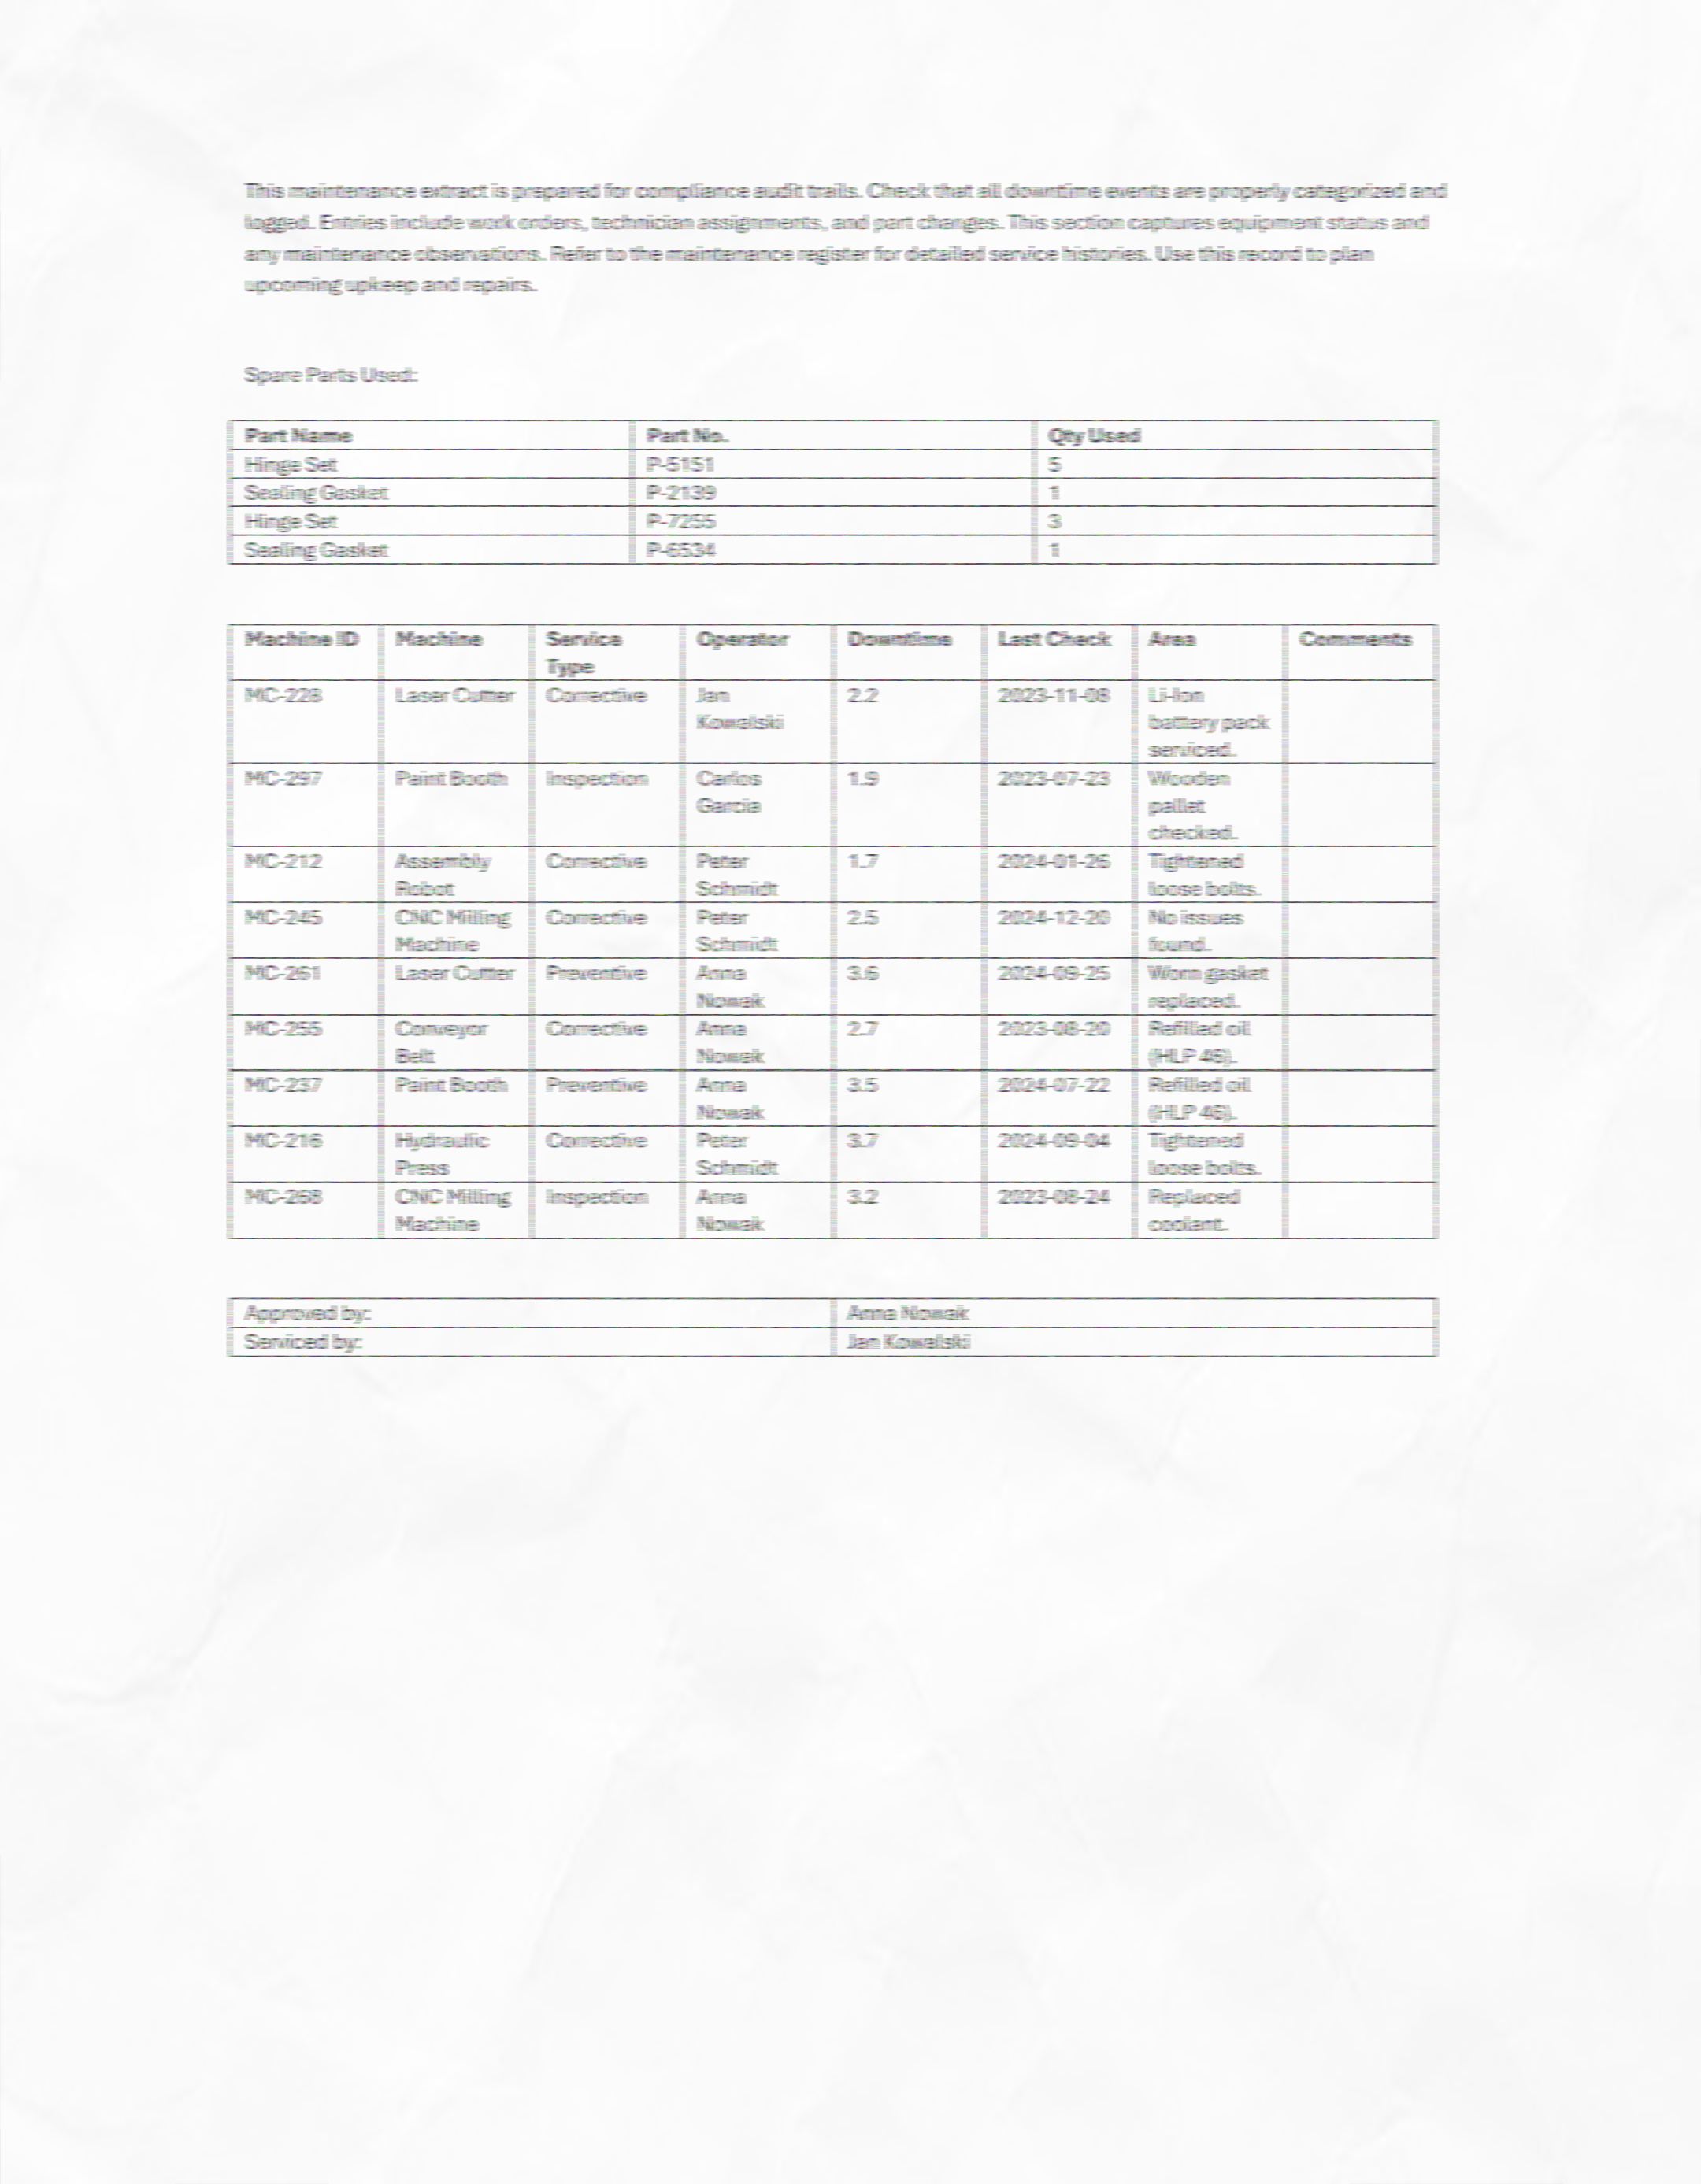 This maintenance extract is prepared for compliance audit trails. Check that all downtime events are properly categorized and
logged. Entries include work orders, technician assignments, and part changes. This section captures equipment status and
any maintenance observations. Refer to the maintenance register for detailed service histories. Use this record to plan
upcoming upkeep and repairs.
Spare Parts Used:
Part Name Part No. Qty Used
Hinge Set P-5151 5
Sealing Gasket P-2139 1
Hinge Set P-7255 3
Sealing Gasket P-6534 1
Machine ID Machine Service Operator Downtime Last Check Area Comments
Type
MC-228 Laser Cutter Corrective Jan 2.2 2023-11-08 Li-Ion
Kowalski battery pack
serviced.
MC-297 Paint Booth Inspection Carlos 1.9 2023-07-23 Wooden
Garcia pallet
checked.
MC-212 Assembly Corrective Peter 1.7 2024-01-26 Tightened
Robot Schmidt loose bolts.
MC-245 CNC Milling Corrective Peter 2.5 2024-12-20 No issues
Machine Schmidt found.
MC-261 Laser Cutter Preventive Anna 3.6 2024-09-25 Worn gasket
Nowak replaced.
MC-255 Conveyor Corrective Anna 2.7 2023-08-20 Refilled oil
Belt Nowak (HLP 46).
MC-237 Paint Booth Preventive Anna 3.5 2024-07-22 Refilled oil
Nowak (HLP 46).
MC-216 Hydraulic Corrective Peter 3.7 2024-09-04 Tightened
Press Schmidt loose bolts.
MC-268 CNC Milling Inspection Anna 3.2 2023-08-24 Replaced
Machine Nowak coolant.
Approved by: Anna Nowak
Serviced by: Jan Kowalski